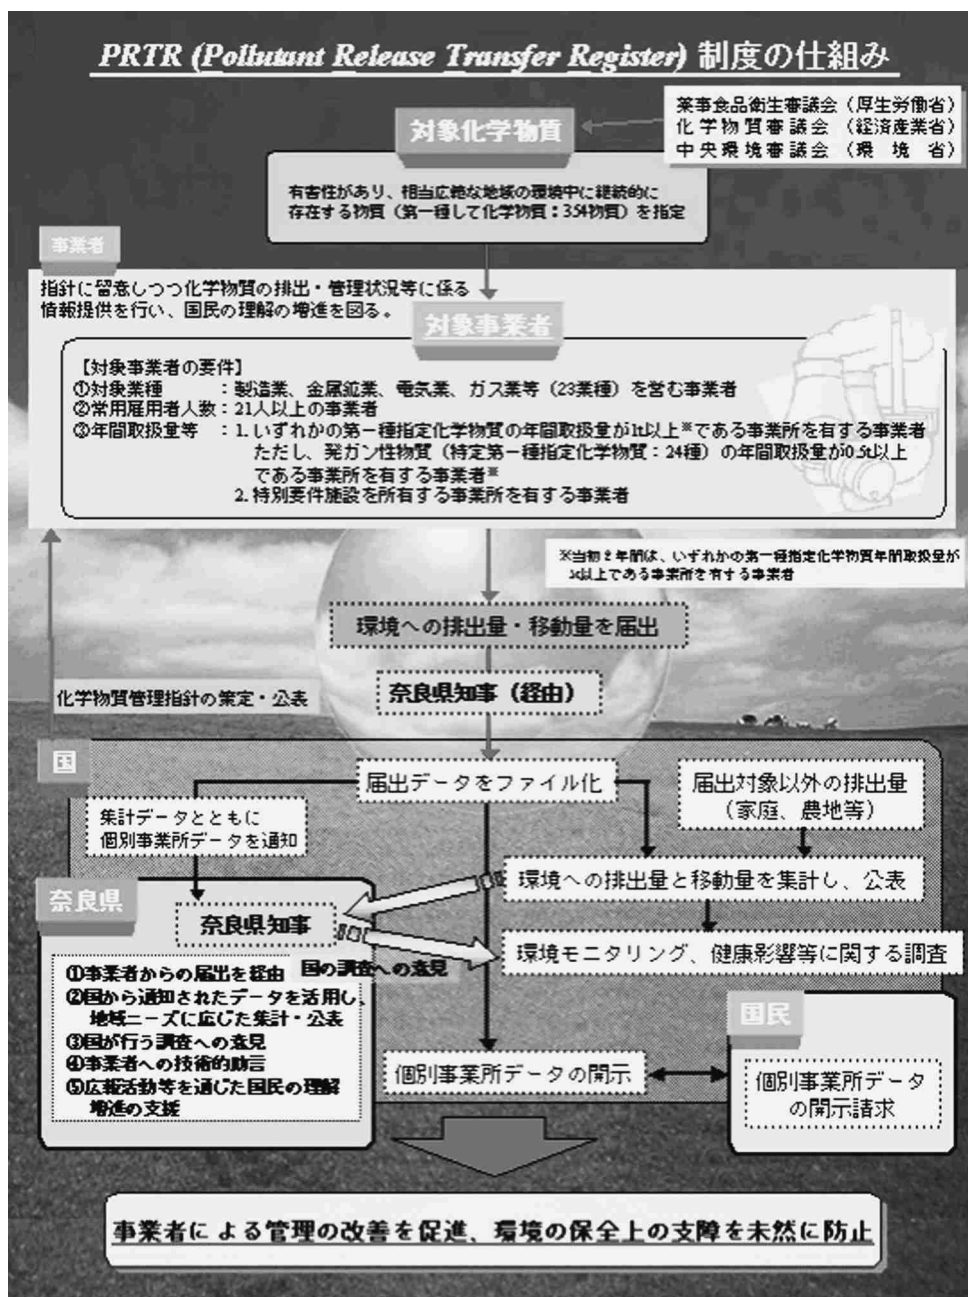 PRTR (Pollutant Release Transfer Register) 制度の仕組み
薬事食品衛生審議会（厚生労働省）
化学物質審議会（経済産業省）
中央環境審議会（環境省）
対象化学物質
有害性があり、相当広範な地域の環境中に継続的に
存在する物質（第一種して化学物質：354物質）を指定
事業者
指針に留意しつつ化学物質の排出・管理状況等に係る
情報提供を行い、国民の理解の増進を図る。
対象事業者
【対象事業者の要件】
①対象業種　　　：製造業、金属鉱業、電気業、ガス業等（23業種）を営む事業者
②常用雇用者人数：21人以上の事業者
③年間取扱量等　：1. いずれかの第一種指定化学物質の年間取扱量が1t以上※である事業所を有する事業者
ただし、発ガン性物質（特定第一種指定化学物質：24種）の年間取扱量が0.5t以上
である事業所を有する事業者※
2. 特別要件施設を所有する事業所を有する事業者
※当初2年間は、いずれかの第一種指定化学物質年間取扱量が
5t以上である事業所を有する事業者
環境への排出量・移動量を届出
奈良県知事（経由）
化学物質管理指針の策定・公表
国
届出データをファイル化
届出対象以外の排出量
（家庭、農地等）
集計データとともに
個別事業所データを通知
環境への排出量と移動量を集計し、公表
奈良県
奈良県知事
環境モニタリング、健康影響等に関する調査
国の調査への意見
①事業者からの届出を経由
②国から通知されたデータを活用し、
地域ニーズに応じた集計・公表
③国が行う調査への意見
④事業者への技術的助言
⑤広報活動等を通じた国民の理解
増進の支援
国民
個別事業所データの開示
個別事業所データ
の開示請求
事業者による管理の改善を促進、環境の保全上の支障を未然に防止